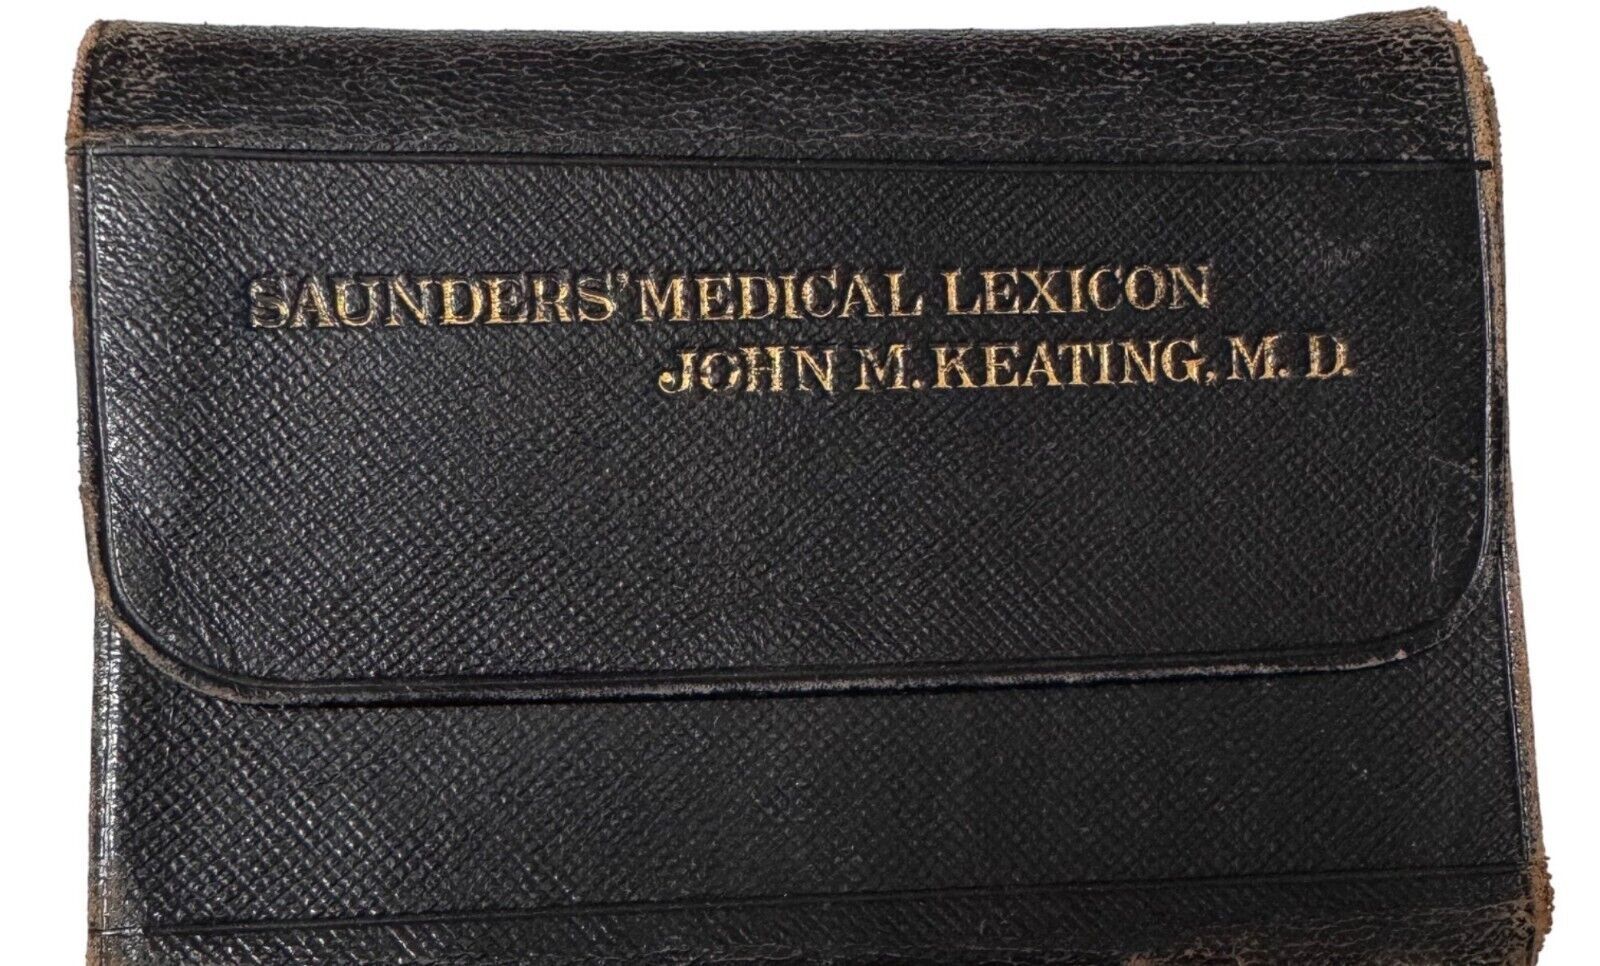 SAUNDERS' MEDICAL LEXICON
JOHN M. KEATING, M. D.